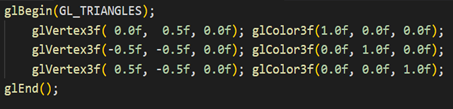 glBegin(GL_TRIANGLES);
    glVertex3f( 0.0f,  0.5f, 0.0f); glColor3f(1.0f, 0.0f, 0.0f);
    glVertex3f(-0.5f, -0.5f, 0.0f); glColor3f(0.0f, 1.0f, 0.0f);
    glVertex3f( 0.5f, -0.5f, 0.0f); glColor3f(0.0f, 0.0f, 1.0f);
glEnd();